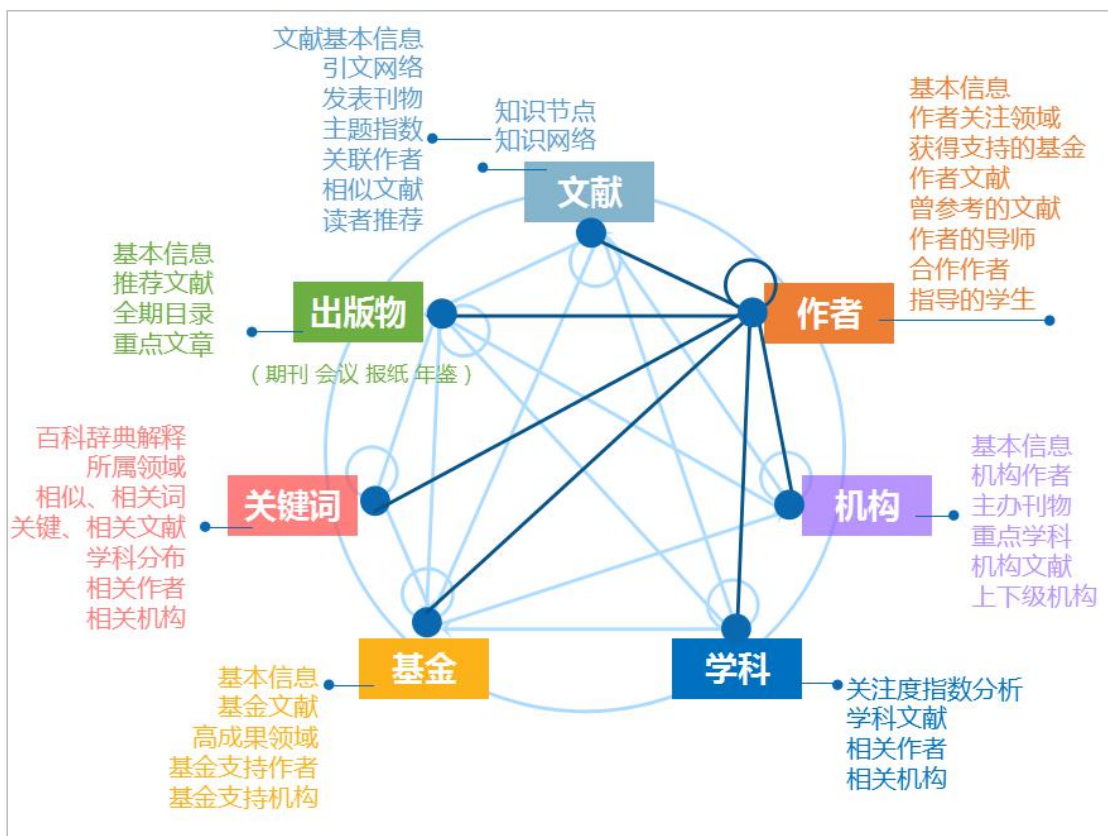 文献基本信息
引文网络
发表刊物
主题指数
关联作者
相似文献
读者推荐
知识节点
知识网络
文献
基本信息
作者关注领域
获得支持的基金
作者文献
曾参考的文献
作者的导师
合作作者
指导的学生
作者
基本信息
推荐文献
全期目录
重点文章
出版物
（期刊 会议 报纸 年鉴）
百科辞典解释
所属领域
相似、相关词
关键、相关文献
学科分布
相关作者
相关机构
关键词
机构
基本信息
机构作者
主办刊物
重点学科
机构文献
上下级机构
基金
基本信息
基金文献
高成果领域
基金支持作者
基金支持机构
学科
关注度指数分析
学科文献
相关作者
相关机构